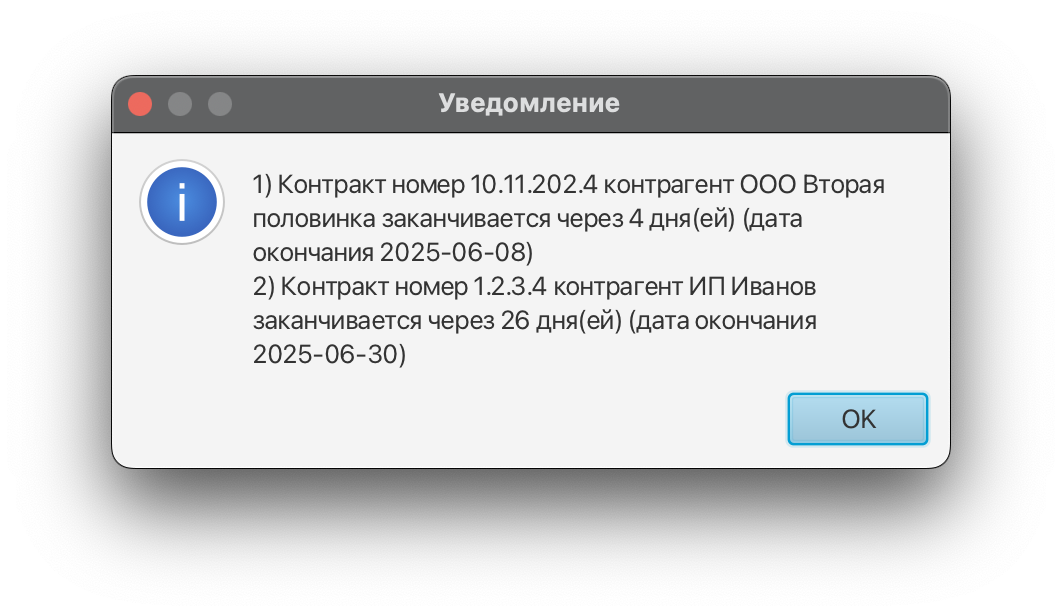 Уведомление
1) Контракт номер 10.11.202.4 контрагент ООО Вторая
половинка заканчивается через 4 дня(ей) (дата
окончания 2025-06-08)
2) Контракт номер 1.2.3.4 контрагент ИП Иванов
заканчивается через 26 дня(ей) (дата окончания
2025-06-30)
OK